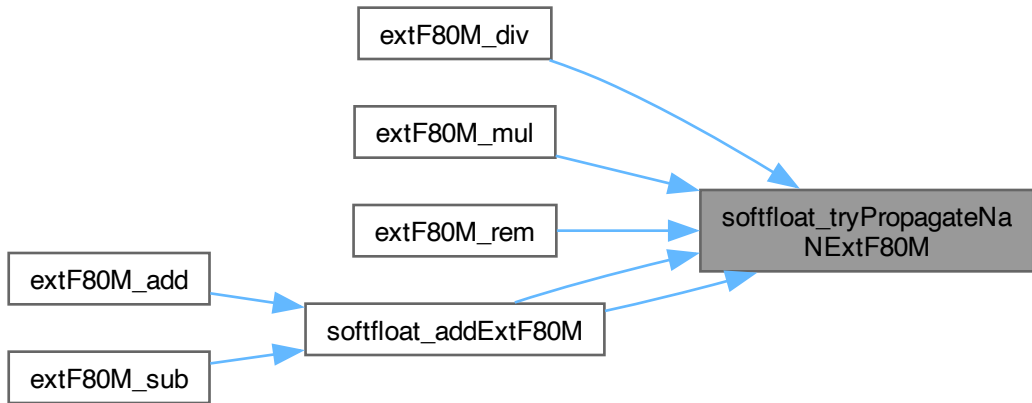 extF80M_div
extF80M_mul
extF80M_rem
softfloat_tryPropagateNa
NExtF80M
extF80M_add
softfloat_addExtF80M
extF80M_sub